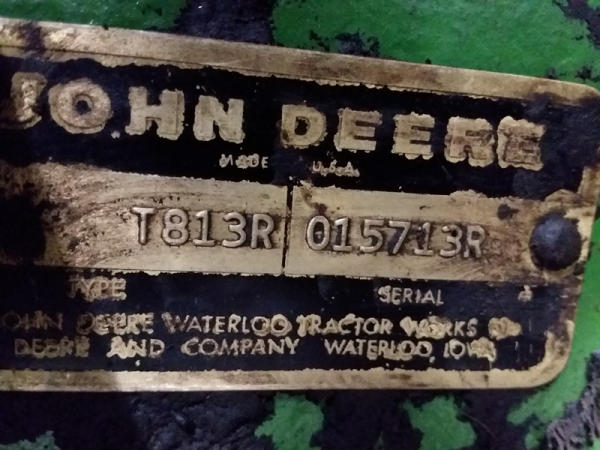 JOHN DEERE
MADE U.S.A.
T813R 015713R
TYPE SERIAL
JOHN DEERE WATERLOO TRACTOR WORKS
DEERE AND COMPANY WATERLOO, IOWA